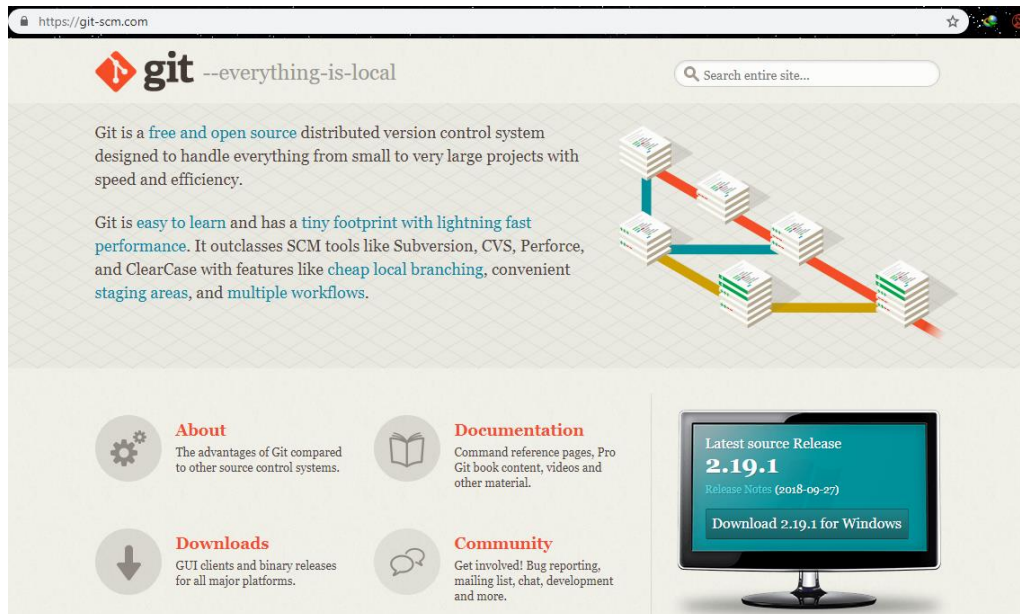 https://git-scm.com
git --everything-is-local
Search entire site...
Git is a free and open source distributed version control system
designed to handle everything from small to very large projects with
speed and efficiency.
Git is easy to learn and has a tiny footprint with lightning fast
performance. It outclasses SCM tools like Subversion, CVS, Perforce,
and ClearCase with features like cheap local branching, convenient
staging areas, and multiple workflows.
About
The advantages of Git compared
to other source control systems.
Documentation
Command reference pages, Pro
Git book content, videos and
other material.
Downloads
GUI clients and binary releases
for all major platforms.
Community
Get involved! Bug reporting,
mailing list, chat, development
and more.
Latest source Release
2.19.1
Release Notes (2018-09-27)
Download 2.19.1 for Windows